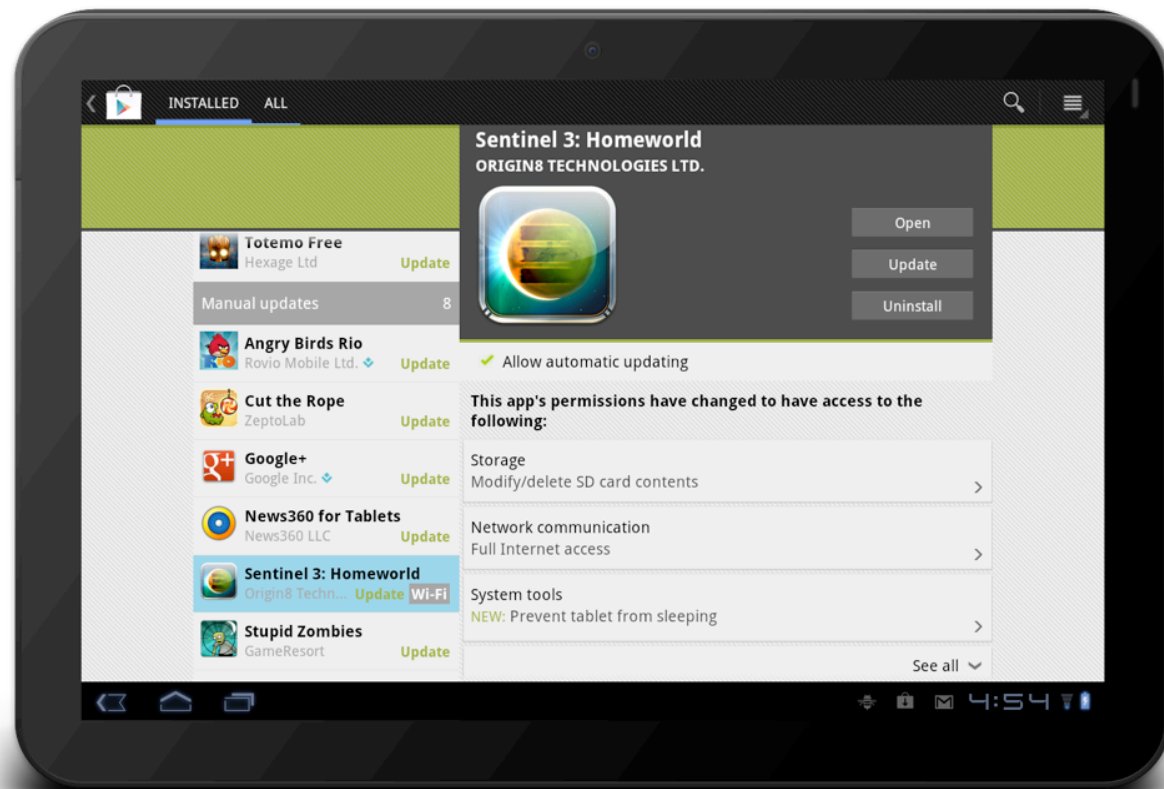 INSTALLED ALL
Sentinel 3: Homeworld
ORIGIN8 TECHNOLOGIES LTD.
Open
Update
Uninstall
Totemo Free
Hexage Ltd Update
Manual updates 8
Angry Birds Rio
Rovio Mobile Ltd. Update
Cut the Rope
ZeptoLab Update
Google+
Google Inc. Update
News360 for Tablets
News360 LLC Update
Sentinel 3: Homeworld
Origin8 Techn... Update Wi-Fi
Stupid Zombies
GameResort Update
Allow automatic updating
This app's permissions have changed to have access to the
following:
Storage
Modify/delete SD card contents
Network communication
Full Internet access
System tools
NEW: Prevent tablet from sleeping
See all
4:54